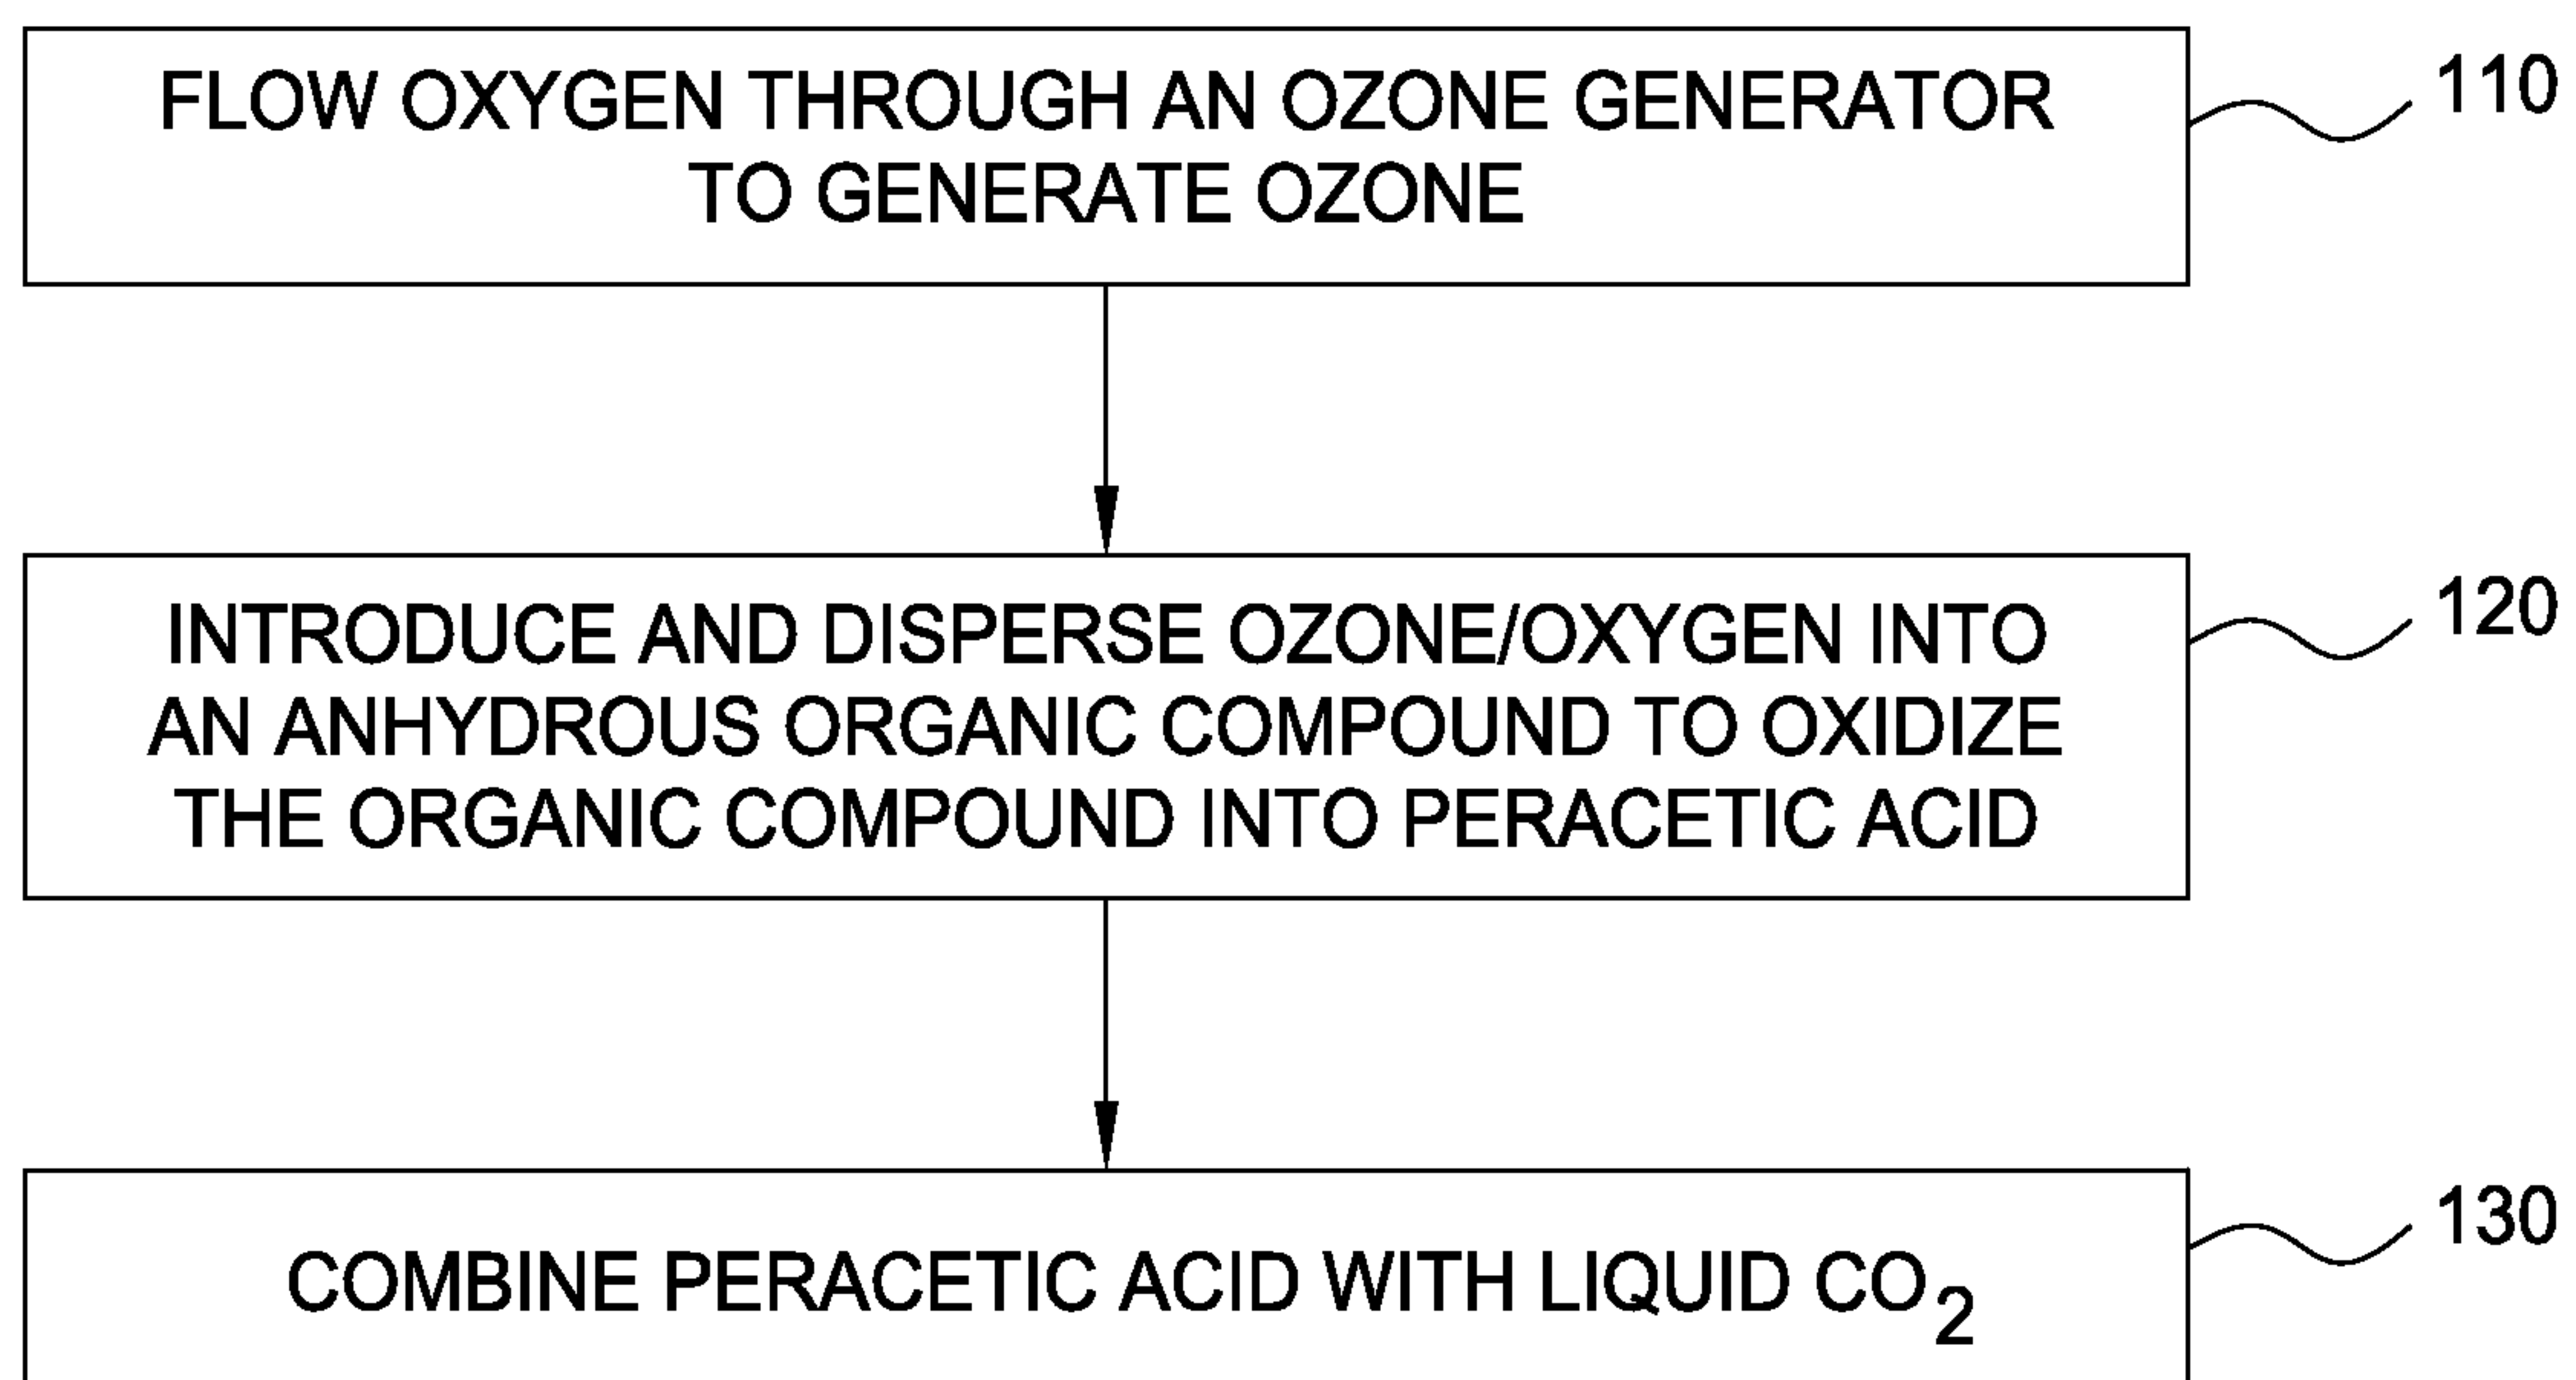 FLOW OXYGEN THROUGH AN OZONE GENERATOR
TO GENERATE OZONE
110
INTRODUCE AND DISPERSE OZONE/OXYGEN INTO
AN ANHYDROUS ORGANIC COMPOUND TO OXIDIZE
THE ORGANIC COMPOUND INTO PERACETIC ACID
120
COMBINE PERACETIC ACID WITH LIQUID CO2
130